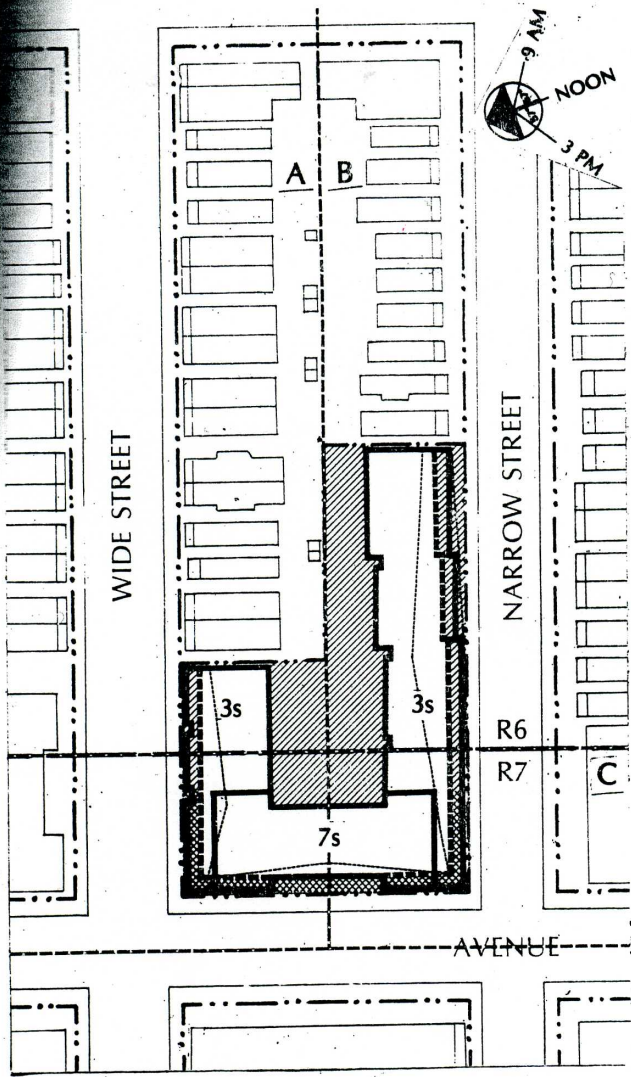 9 AM
NOON
3 PM
A
B
WIDE STREET
NARROW STREET
3s
3s
R6
R7
C
7s
AVENUE